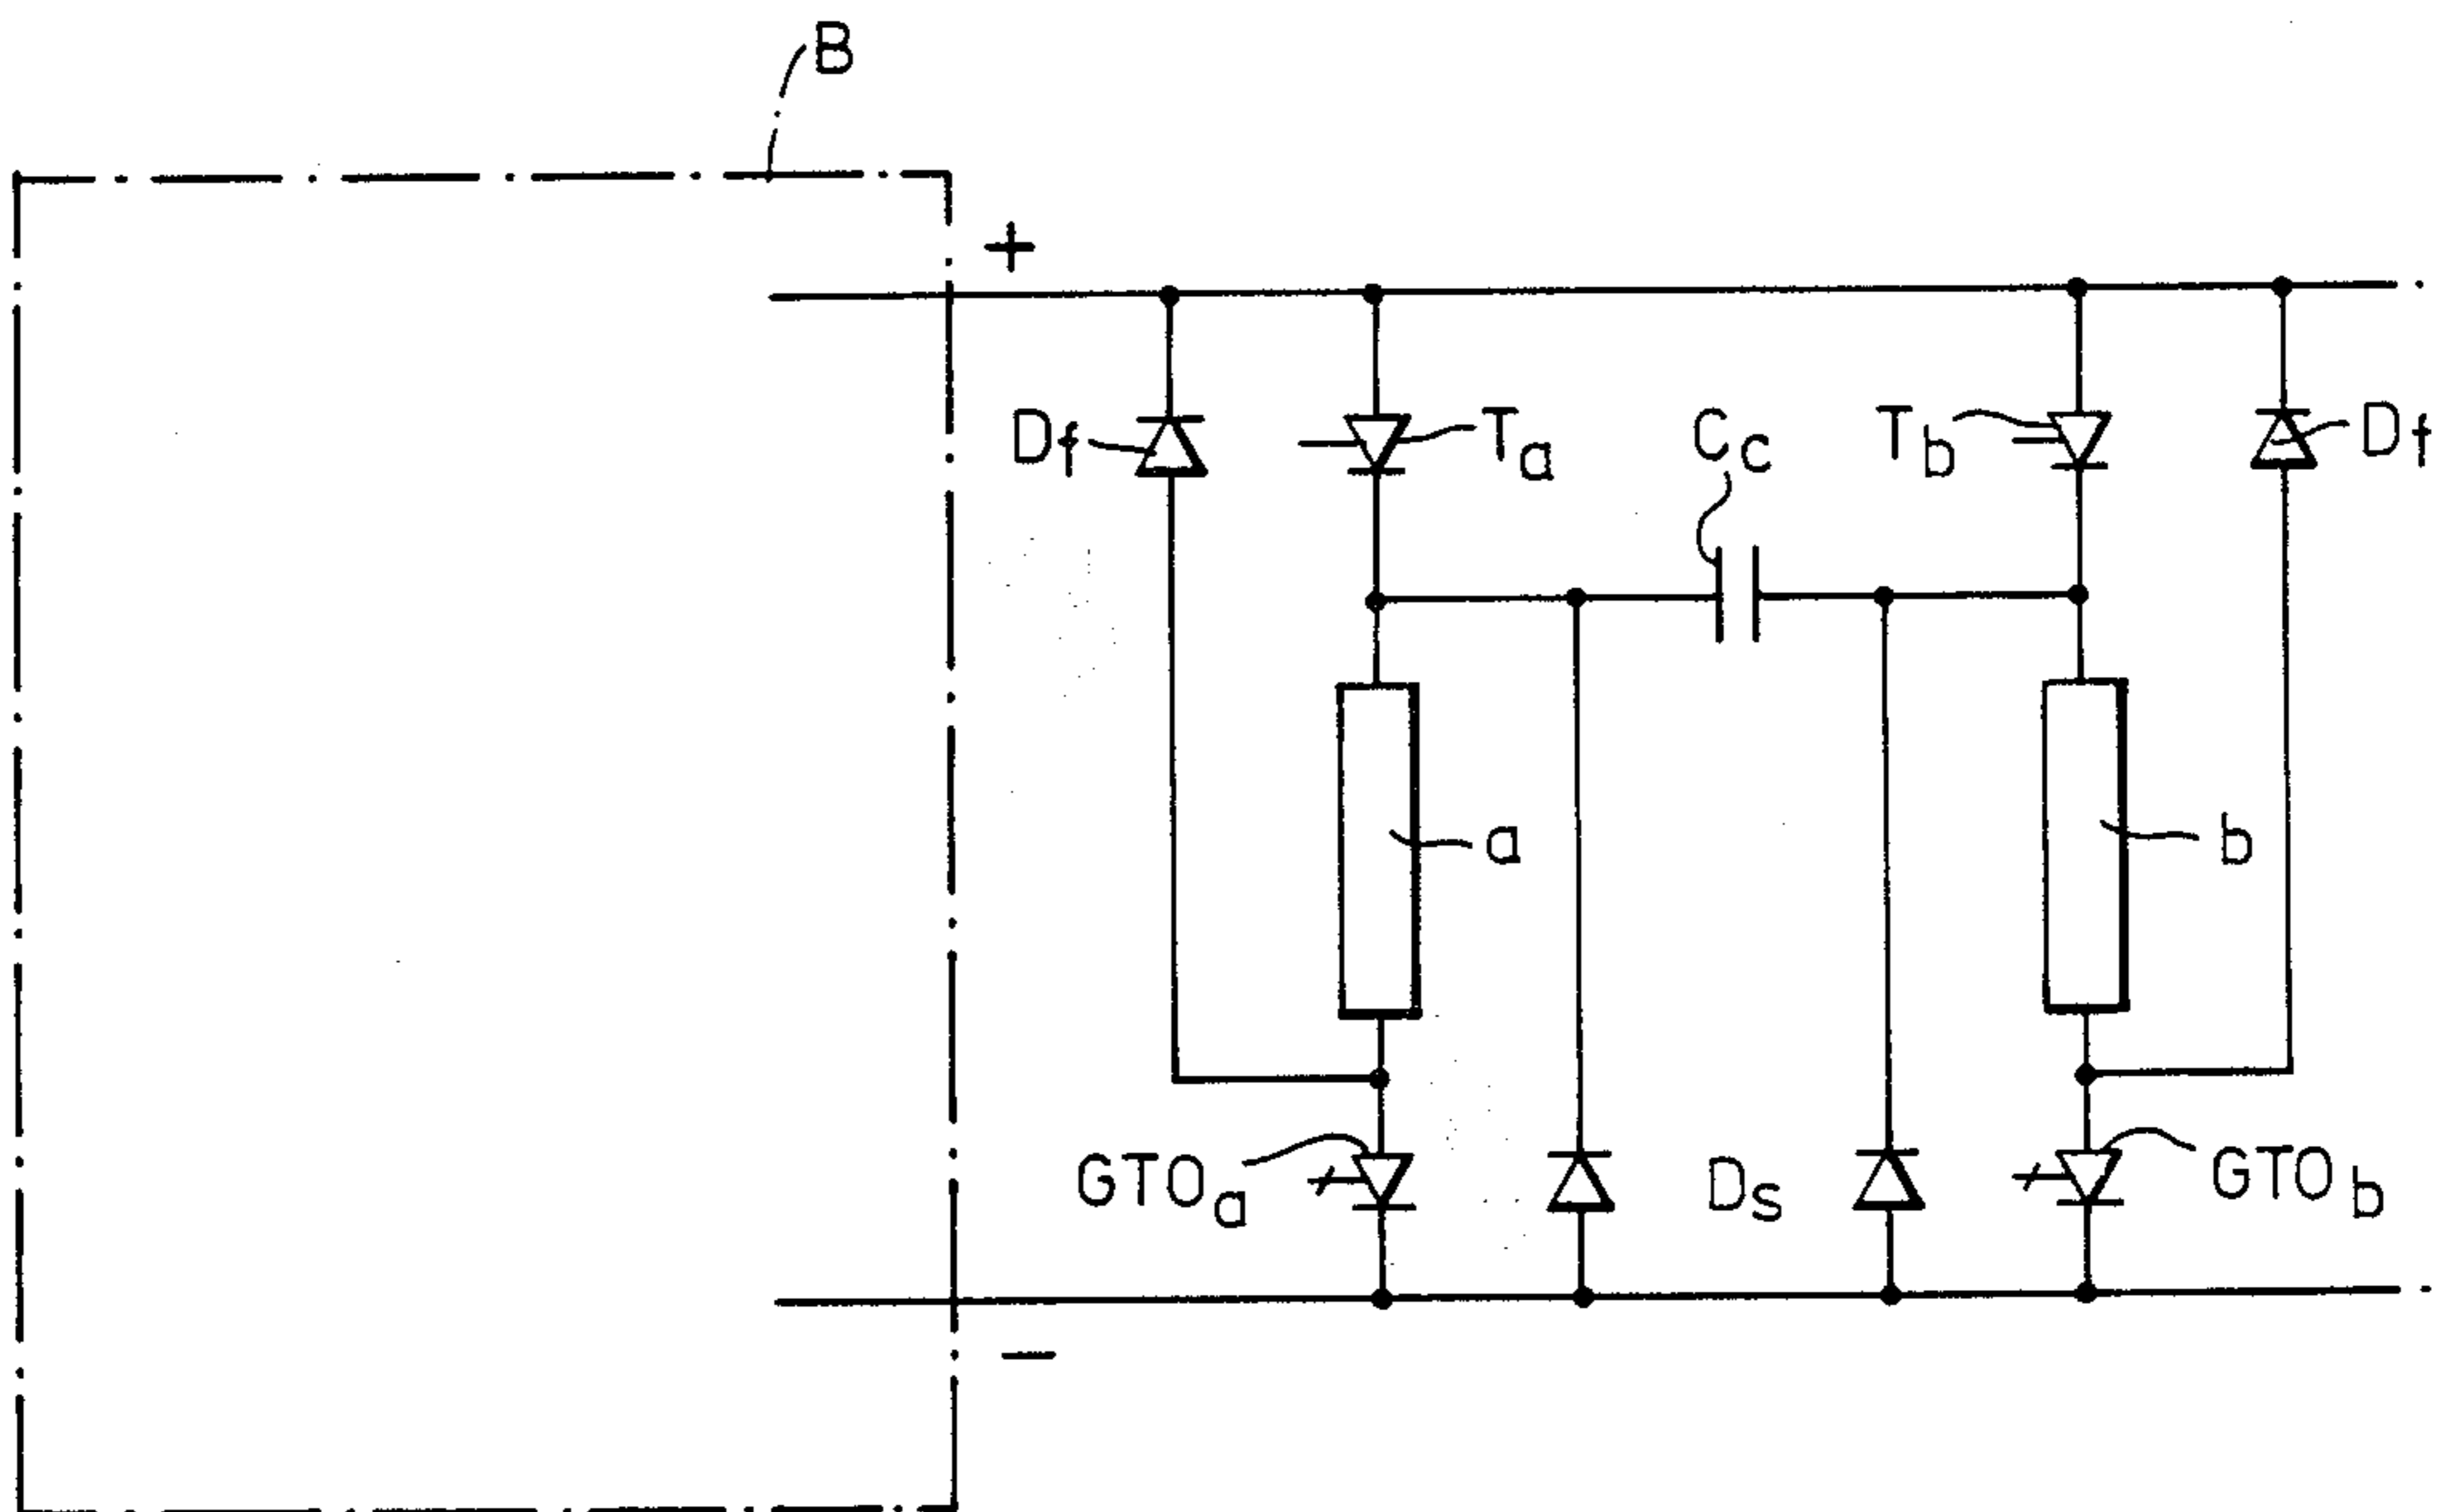 B
+
Df Ta Cc Tb Df
a b
GTOa Ds GTOb
−